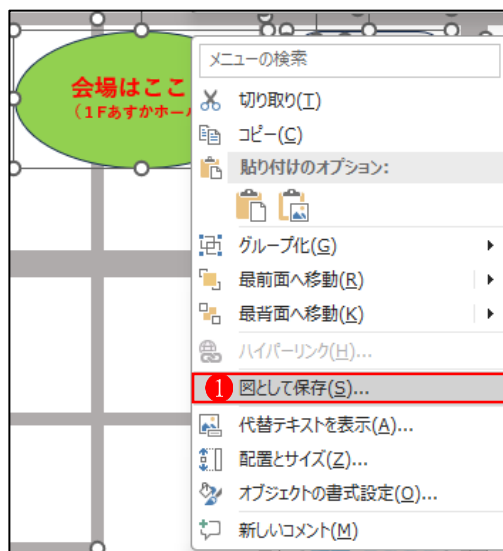 会場はここ
（1Fあすかホー
メニューの検索
切り取り(T)
コピー(C)
貼り付けのオプション:
グループ化(G)
最前面へ移動(R)
最背面へ移動(K)
ハイパーリンク(H)...
1 図として保存(S)...
代替テキストを表示(A)...
配置とサイズ(Z)...
オブジェクトの書式設定(O)...
新しいコメント(M)